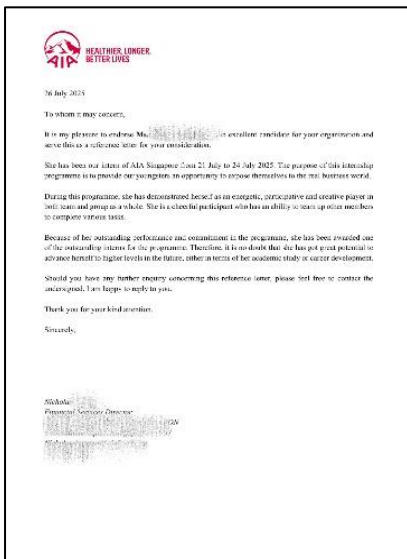 AIA
HEALTHIER, LONGER,
BETTER LIVES
26 July 2025
To whom it may concern,
It is my pleasure to endorse Ms. excellent candidate for your organization and
serve this as a reference letter for your consideration.
She has been our intern of AIA Singapore from 21 July to 24 July 2025. The purpose of this internship
programme is to provide our youngsters an opportunity to expose themselves to the real business world.
During this programme, she has demonstrated herself as an energetic, participative and creative player in
both team and group as a whole. She is a cheerful participant who has an ability to team up other members
to complete various tasks.
Because of her outstanding performance and commitment in the programme, she has been awarded one
of the outstanding interns for the programme. Therefore, it is no doubt that she has got great potential to
advance herself to higher levels in the future, either in terms of her academic study or career development.
Should you have any further enquiry concerning this reference letter, please feel free to contact the
undersigned. I am happy to reply to you.
Thank you for your kind attention.
Sincerely,
Nicholas
Financial Services Director